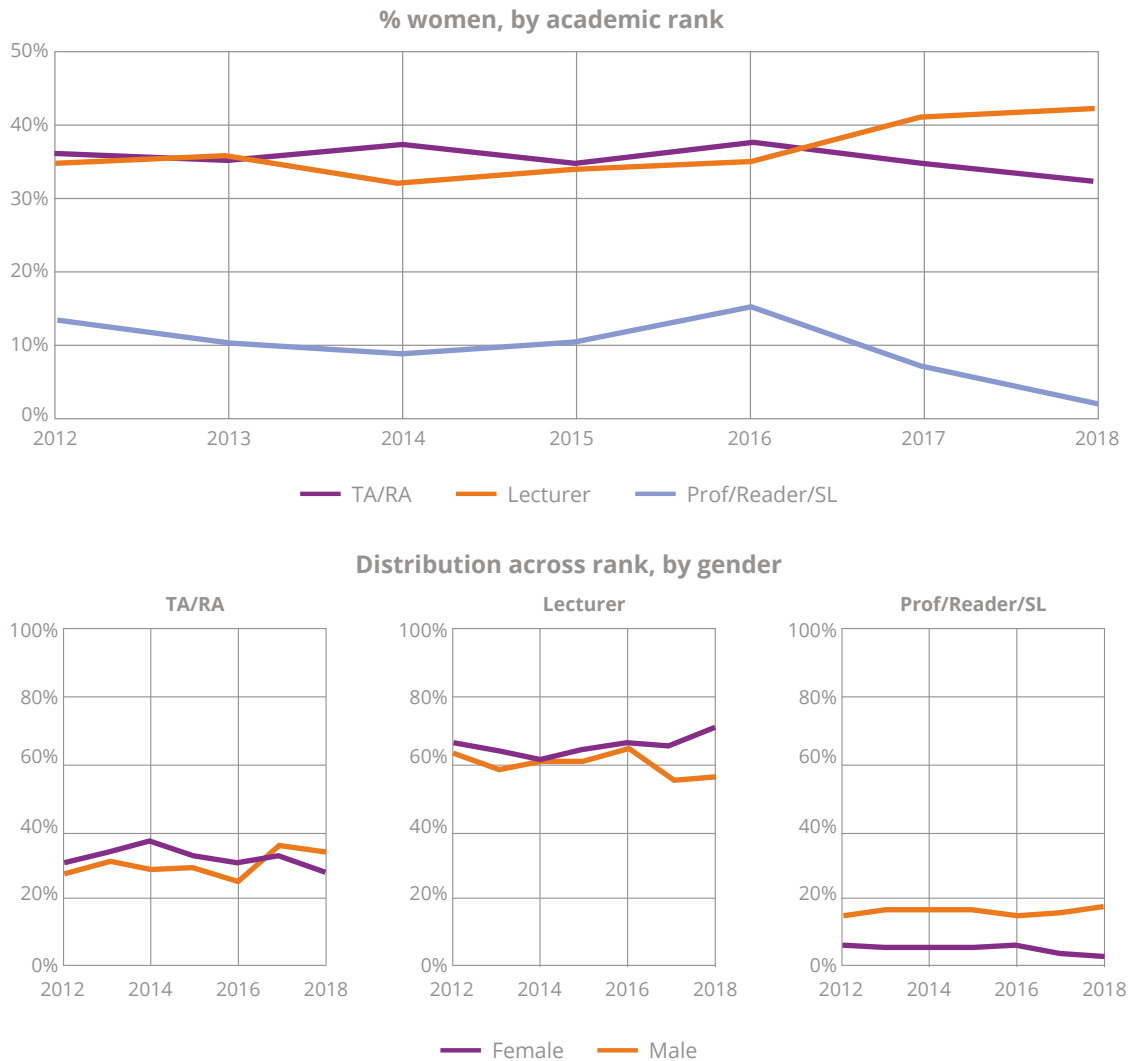 % women, by academic rank
50%
40%
30%
20%
10%
0%
2012 2013 2014 2015 2016 2017 2018
TA/RA Lecturer Prof/Reader/SL
Distribution across rank, by gender
TA/RA Lecturer Prof/Reader/SL
100% 100% 100%
80% 80% 80%
60% 60% 60%
40% 40% 40%
20% 20% 20%
0% 0% 0%
2012 2014 2016 2018 2012 2014 2016 2018 2012 2014 2016 2018
Female Male